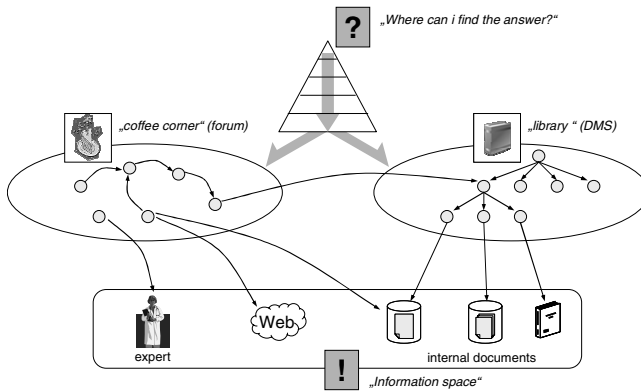 ?
„Where can i find the answer?“
„coffee corner“ (forum)
„library “ (DMS)
Web
expert
internal documents
!
„Information space“